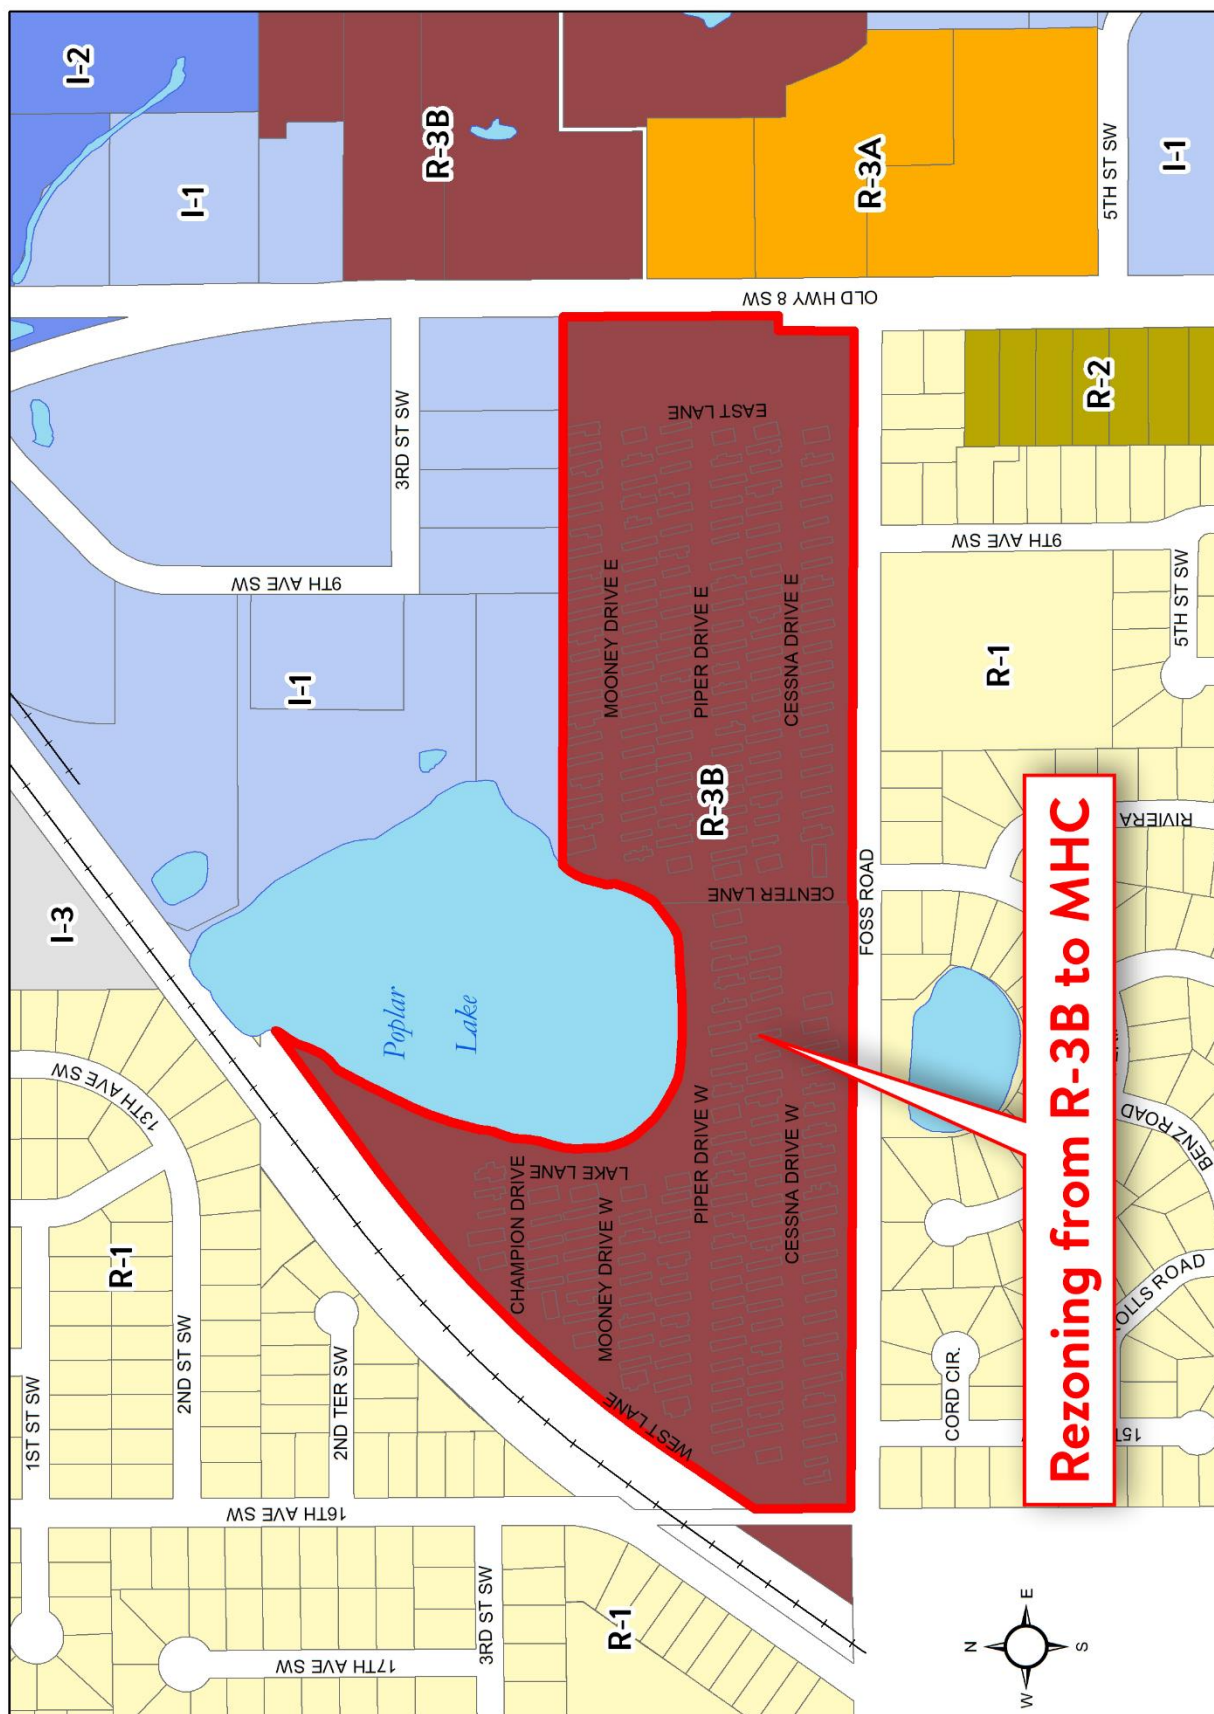 1ST ST SW
I-3
I-2
13TH AVE SW
R-1
2ND ST SW
I-1
16TH AVE SW
9TH AVE SW
I-1
17TH AVE SW
2ND TER SW
Poplar
Lake
3RD ST SW
R-3B
3RD ST SW
CHAMPION DRIVE
LAKE LANE
MOONEY DRIVE W
MOONEY DRIVE E
R-1
WEST LANE
PIPER DRIVE W
PIPER DRIVE E
R-3B
EAST LANE
CENTER LANE
CESSNA DRIVE W
CESSNA DRIVE E
OLD HWY 8 SW
FOSS ROAD
R-3A
CORD CIR.
R-1
9TH AVE SW
N
W
E
S
Rezoning from R-3B to MHC
R-2
5TH ST SW
15T
OLLS ROAD
BENZ ROAD
RIVIERA
5TH ST SW
I-1